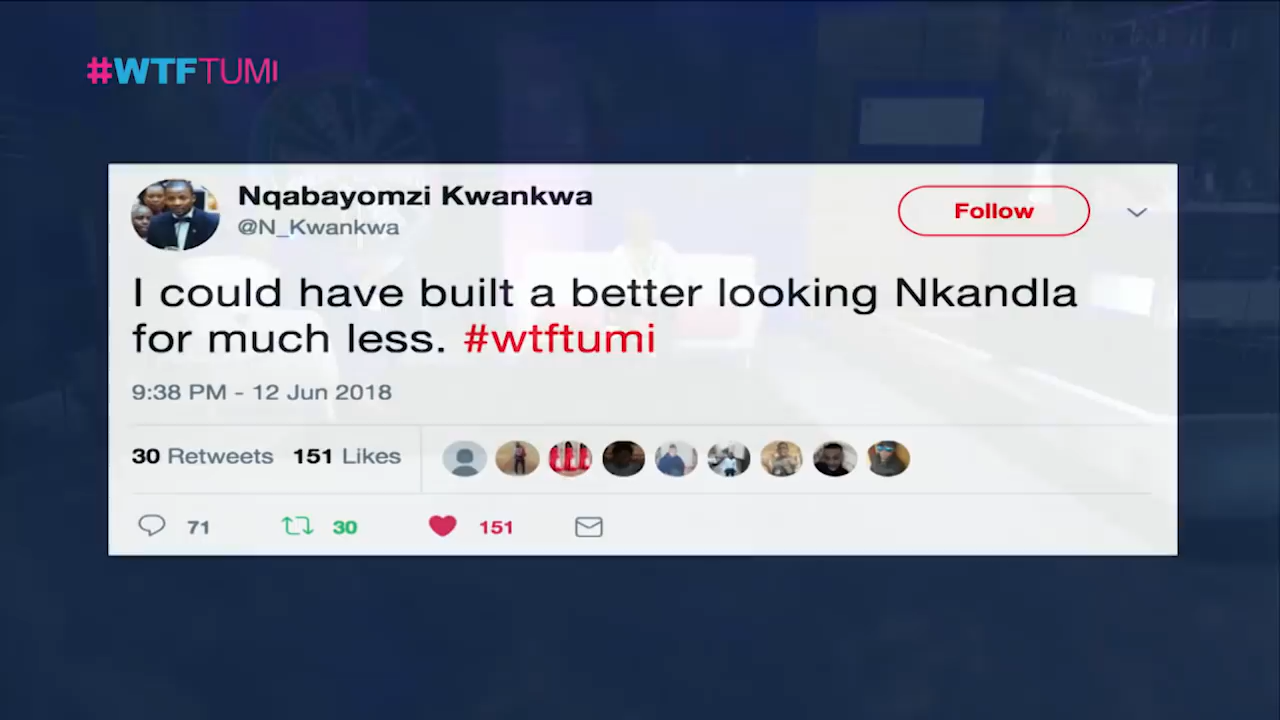 #WTFTUMI
Nqabayomzi Kwankwa
@N_Kwankwa
Follow
I could have built a better looking Nkandla
for much less. #wtftumi
9:38 PM - 12 Jun 2018
30 Retweets 151 Likes
71 30 151